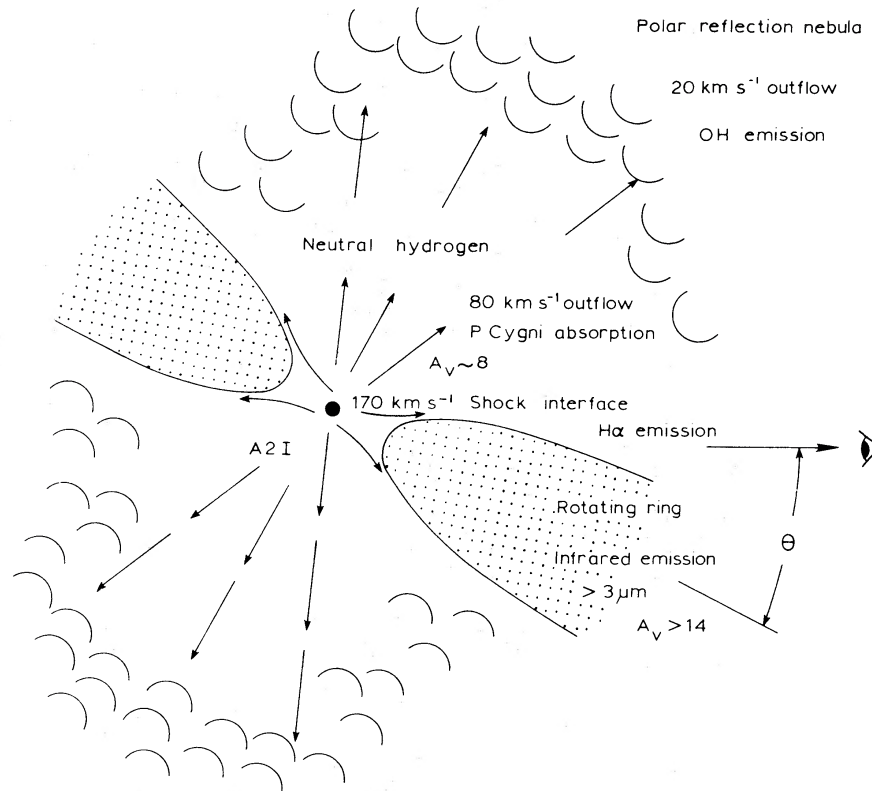 Polar reflection nebula
20 km s⁻¹ outflow
OH emission
Neutral hydrogen
80 km s⁻¹ outflow
P Cygni absorption
A_V ~ 8
170 km s⁻¹ Shock interface
Hα emission
A2 I
Rotating ring
θ
Infrared emission
> 3 μm
A_V > 14